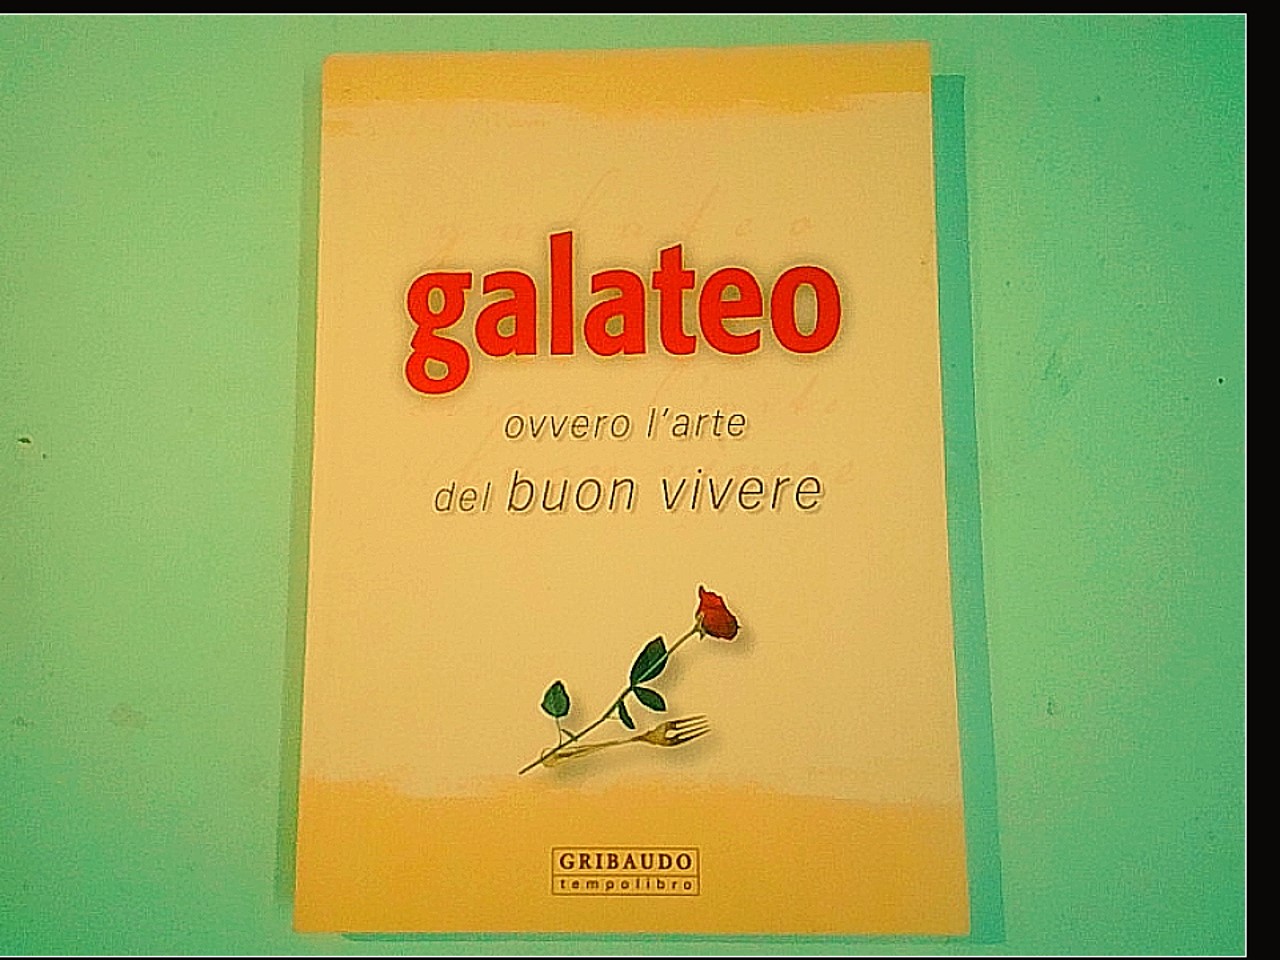 galateo
ovvero l'arte
del buon vivere
GRIBAUDO
tempolibro